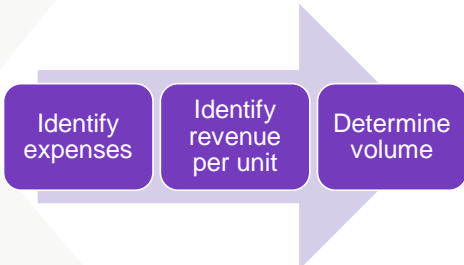 Identify
expenses
Identify
revenue
per unit
Determine
volume